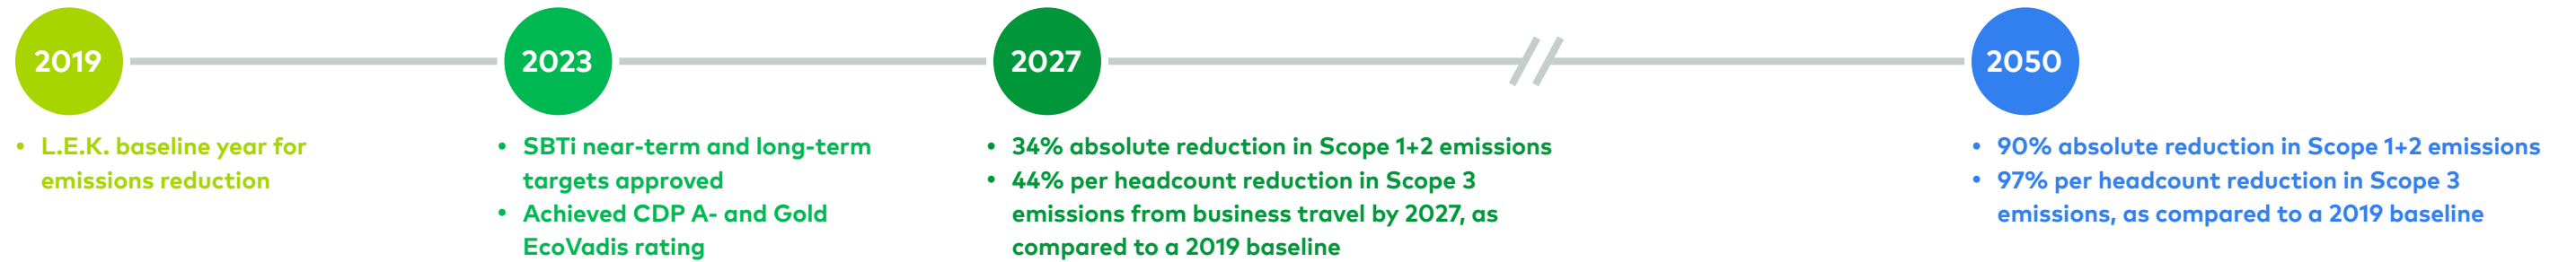 2019
• L.E.K. baseline year for
emissions reduction
2023
• SBTi near-term and long-term
targets approved
• Achieved CDP A- and Gold
EcoVadis rating
2027
• 34% absolute reduction in Scope 1+2 emissions
• 44% per headcount reduction in Scope 3
emissions from business travel by 2027, as
compared to a 2019 baseline
2050
• 90% absolute reduction in Scope 1+2 emissions
• 97% per headcount reduction in Scope 3
emissions, as compared to a 2019 baseline